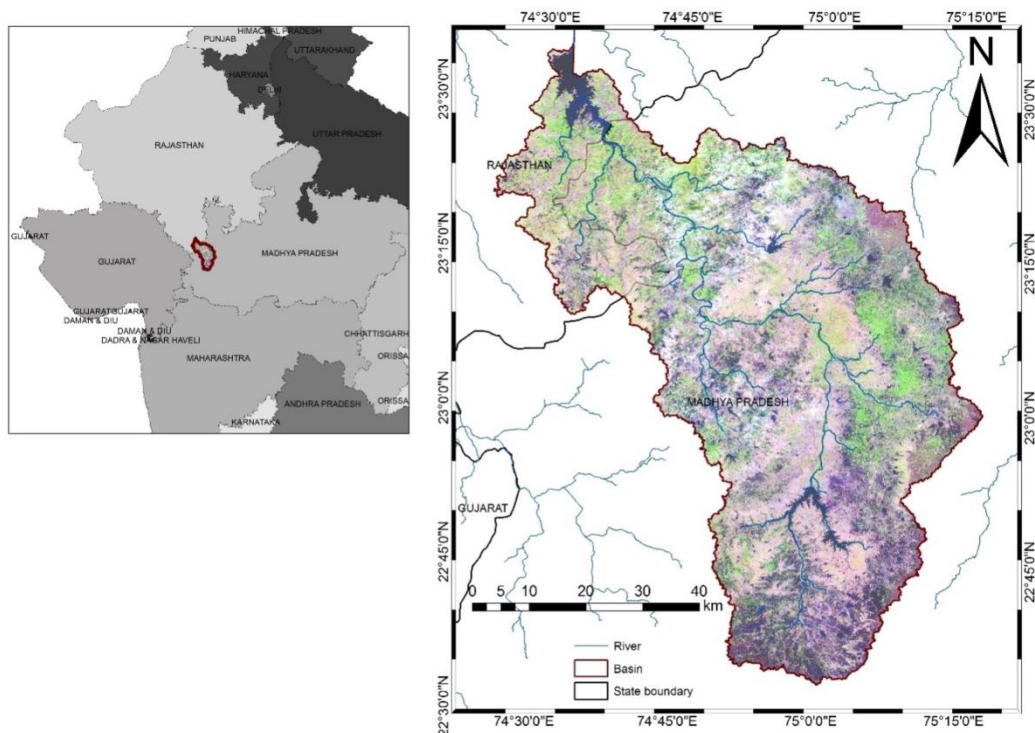 HIMACHAL PRADESH
PUNJAB
UTTARAKHAND
HARYANA
DELHI
UTTAR PRADESH
RAJASTHAN
GUJARAT
GUJARAT
MADHYA PRADESH
GUJARATGUJARAT
DAMAN & DIU
DAMAN & DIU
DADRA & NAGAR HAVELI
CHHATTISGARH
MAHARASHTRA
ORISSA
ANDHRA PRADESH
ORISSA
KARNATAKA
74°30'0"E 74°45'0"E 75°0'0"E 75°15'0"E
N
23°30'0"N 23°30'0"N
RAJASTHAN
23°15'0"N 23°15'0"N
MADHYA PRADESH
23°0'0"N 23°0'0"N
GUJARAT
22°45'0"N 22°45'0"N
0 5 10 20 30 40
km
River
Basin
State boundary
22°30'0"N 22°30'0"N
74°30'0"E 74°45'0"E 75°0'0"E 75°15'0"E